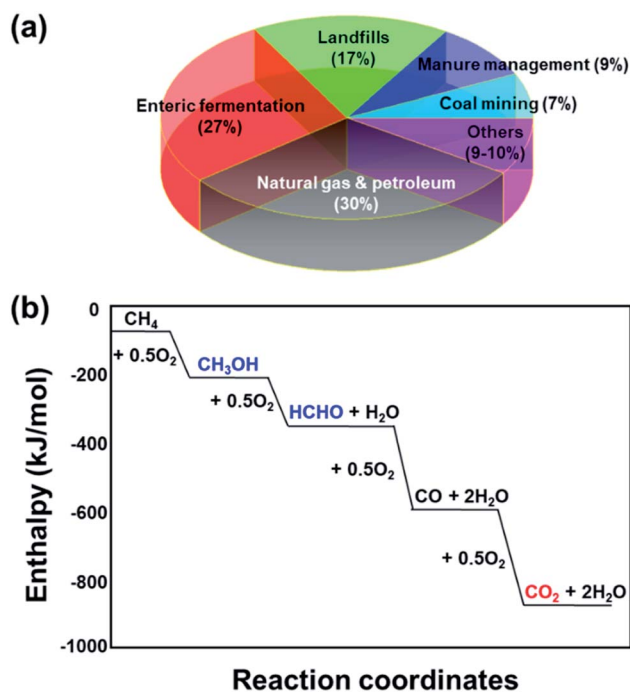 (a)
Landfills
(17%)
Manure management (9%)
Enteric fermentation
(27%)
Coal mining (7%)
Others
(9-10%)
Natural gas & petroleum
(30%)
(b)
Enthalpy (kJ/mol)
0
-200
-400
-600
-800
-1000
CH₄
+ 0.5O₂
CH₃OH
+ 0.5O₂
HCHO + H₂O
+ 0.5O₂
CO + 2H₂O
+ 0.5O₂
CO₂ + 2H₂O
Reaction coordinates